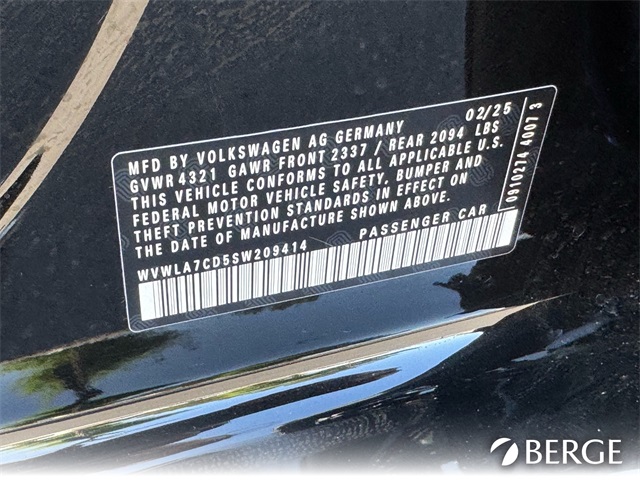 02/25
MFD BY VOLKSWAGEN AG GERMANY
GVWR 4321 GAWR FRONT 2337 / REAR 2094 LBS
THIS VEHICLE CONFORMS TO ALL APPLICABLE U.S.
FEDERAL MOTOR VEHICLE SAFETY, BUMPER AND
THEFT PREVENTION STANDARDS IN EFFECT ON
THE DATE OF MANUFACTURE SHOWN ABOVE.
WVWLA7CD5SW209414 PASSENGER CAR
0910274 4007 3
BERGE